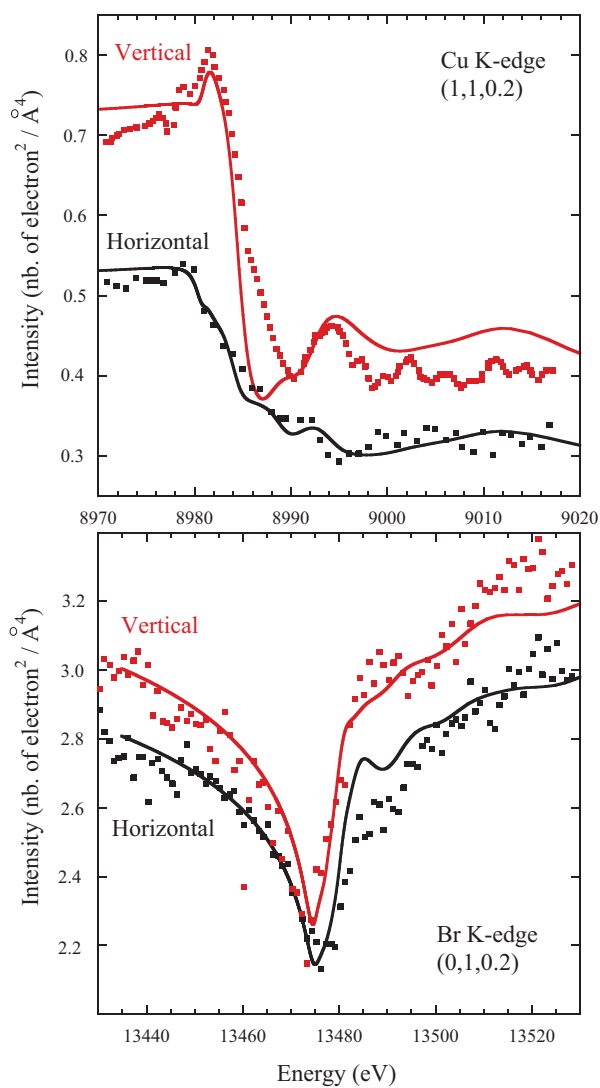 0.8
0.7
0.6
0.5
0.4
0.3
Vertical
Cu K-edge
(1,1,0.2)
Horizontal
Intensity (nb. of electron² / Å⁴)
8970 8980 8990 9000 9010 9020
3.2
3.0
2.8
2.6
2.4
2.2
Vertical
Horizontal
Br K-edge
(0,1,0.2)
Intensity (nb. of electron² / Å⁴)
13440 13460 13480 13500 13520
Energy (eV)